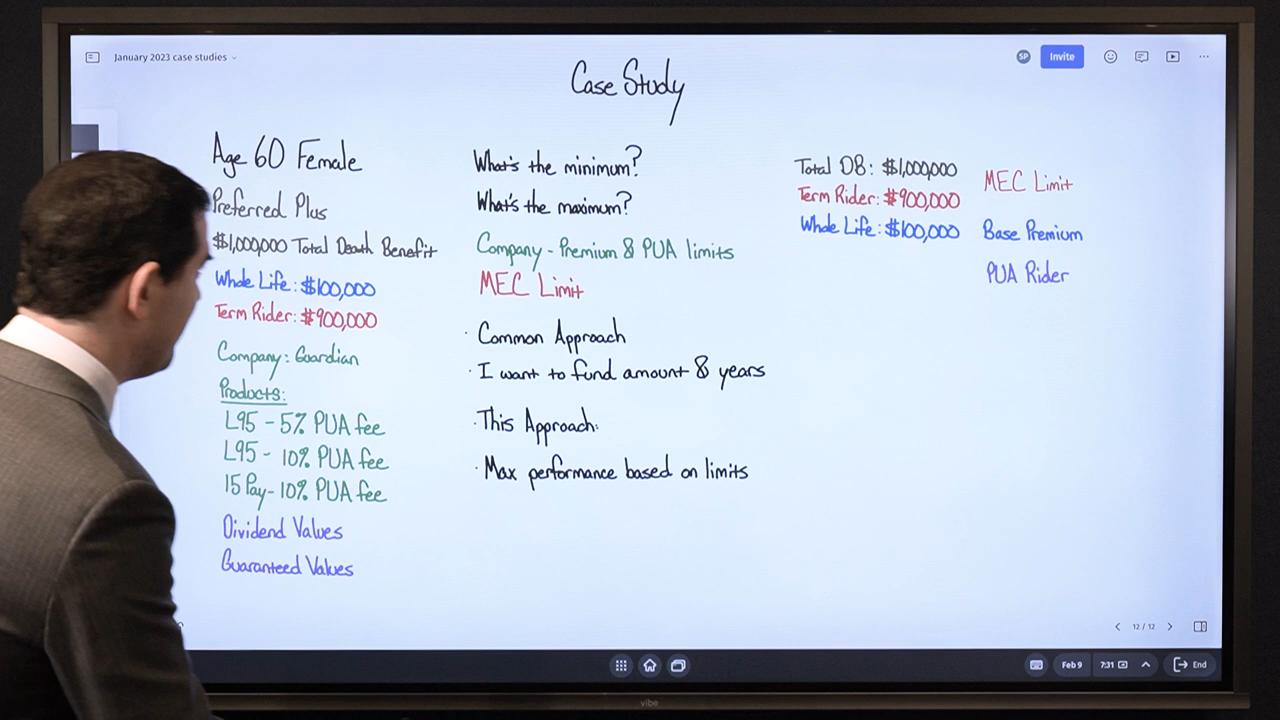 January 2023 case studies
SP
Invite
Case Study
Age 60 Female
Preferred Plus
$1,000,000 Total Death Benefit
Whole Life: $100,000
Term Rider: $900,000
Company: Guardian
Products:
L95 - 5% PUA fee
L95 - 10% PUA fee
15 Pay - 10% PUA fee
Dividend Values
Guaranteed Values
What's the minimum?
What's the maximum?
Company - Premium & PUA limits
MEC Limit
· Common Approach
· I want to fund amount 8 years
· This Approach:
· Max performance based on limits
Total DB: $1,000,000
Term Rider: $900,000
Whole Life: $100,000
MEC Limit
Base Premium
PUA Rider
12 / 12
Feb 9
7:31
End
vibe